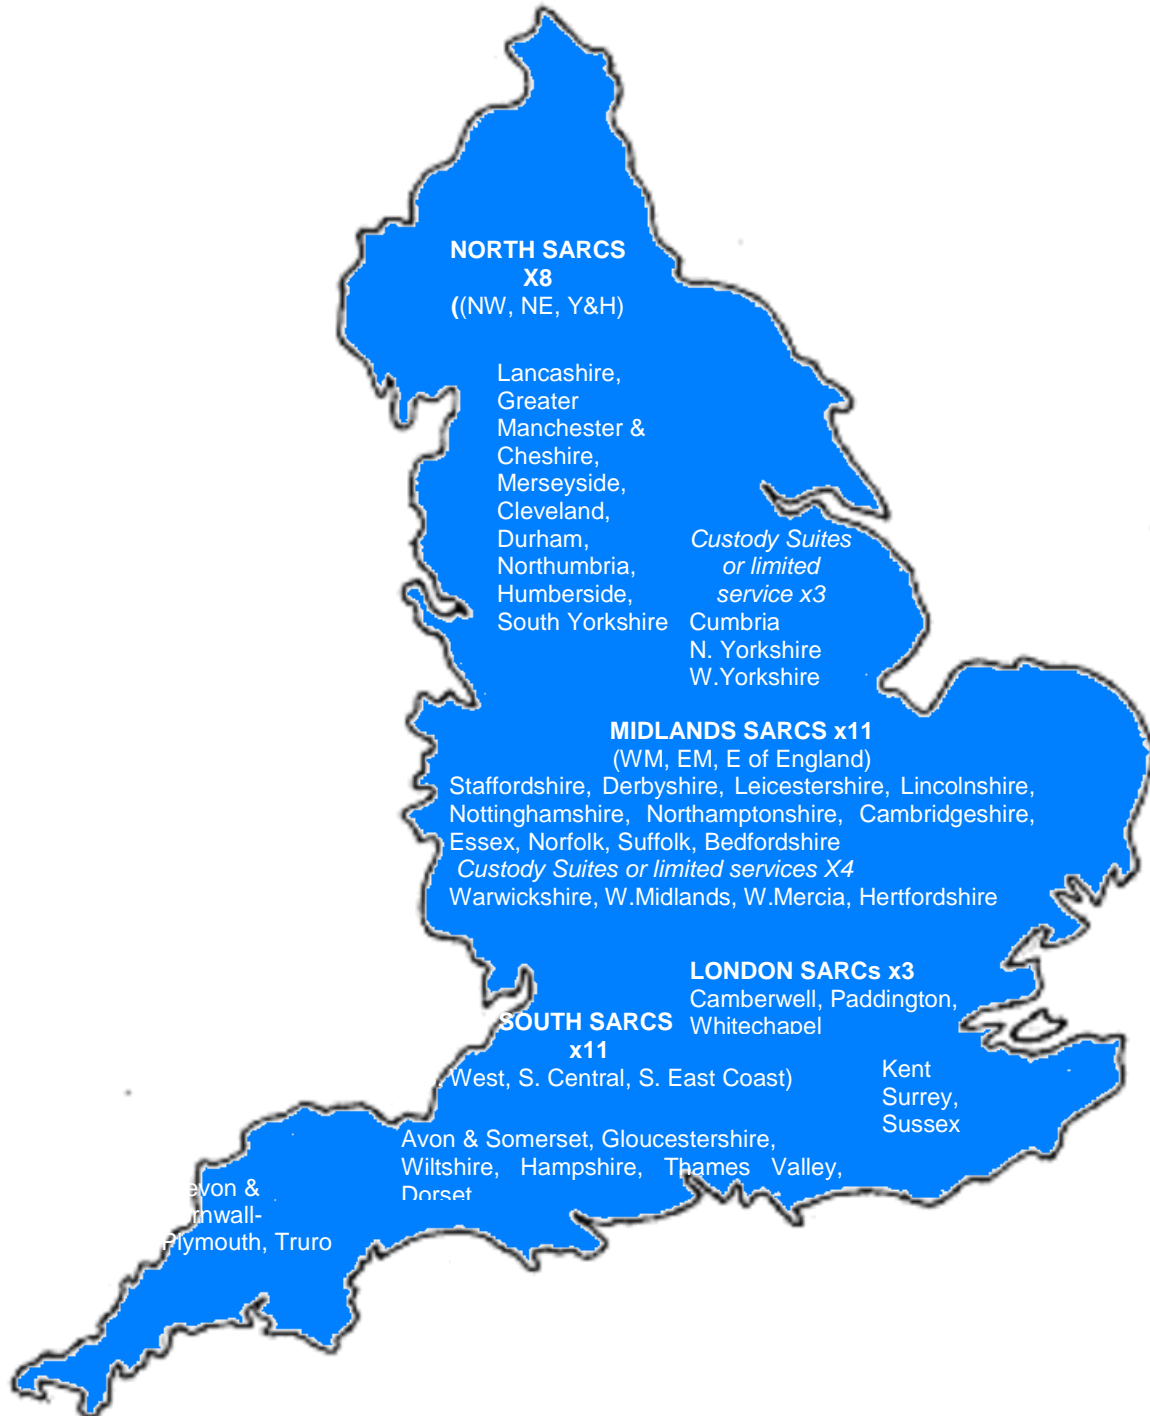 NORTH SARCS
X8
((NW, NE, Y&H)
Lancashire,
Greater
Manchester &
Cheshire,
Merseyside,
Cleveland,
Durham,
Northumbria,
Humberside,
South Yorkshire
Custody Suites
or limited
service x3
Cumbria
N. Yorkshire
W.Yorkshire
MIDLANDS SARCS x11
(WM, EM, E of England)
Staffordshire, Derbyshire, Leicestershire, Lincolnshire,
Nottinghamshire, Northamptonshire, Cambridgeshire,
Essex, Norfolk, Suffolk, Bedfordshire
Custody Suites or limited services X4
Warwickshire, W.Midlands, W.Mercia, Hertfordshire
LONDON SARCs x3
Camberwell, Paddington,
Whitechapel
SOUTH SARCS
x11
West, S. Central, S. East Coast)
Kent
Surrey,
Sussex
Avon & Somerset, Gloucestershire,
Wiltshire, Hampshire, Thames Valley,
Dorset
evon &
rnwall-
Plymouth, Truro